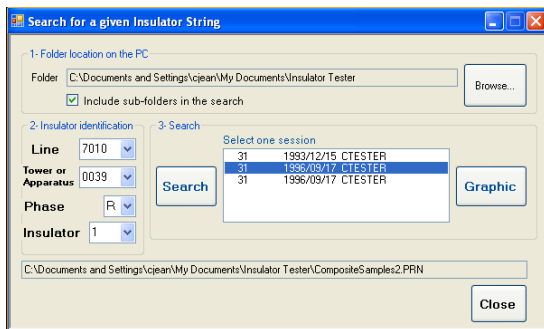 Search for a given Insulator String
1- Folder location on the PC
Folder C:\Documents and Settings\cjean\My Documents\Insulator Tester
Browse...
Include sub-folders in the search
2- Insulator identification
Line 7010
Tower or
Apparatus 0039
Phase R
Insulator 1
3- Search
Select one session
Search
31 1993/12/15 CTESTER
31 1996/09/17 CTESTER
31 1996/09/17 CTESTER
Graphic
C:\Documents and Settings\cjean\My Documents\Insulator Tester\CompositeSamples2.PRN
Close